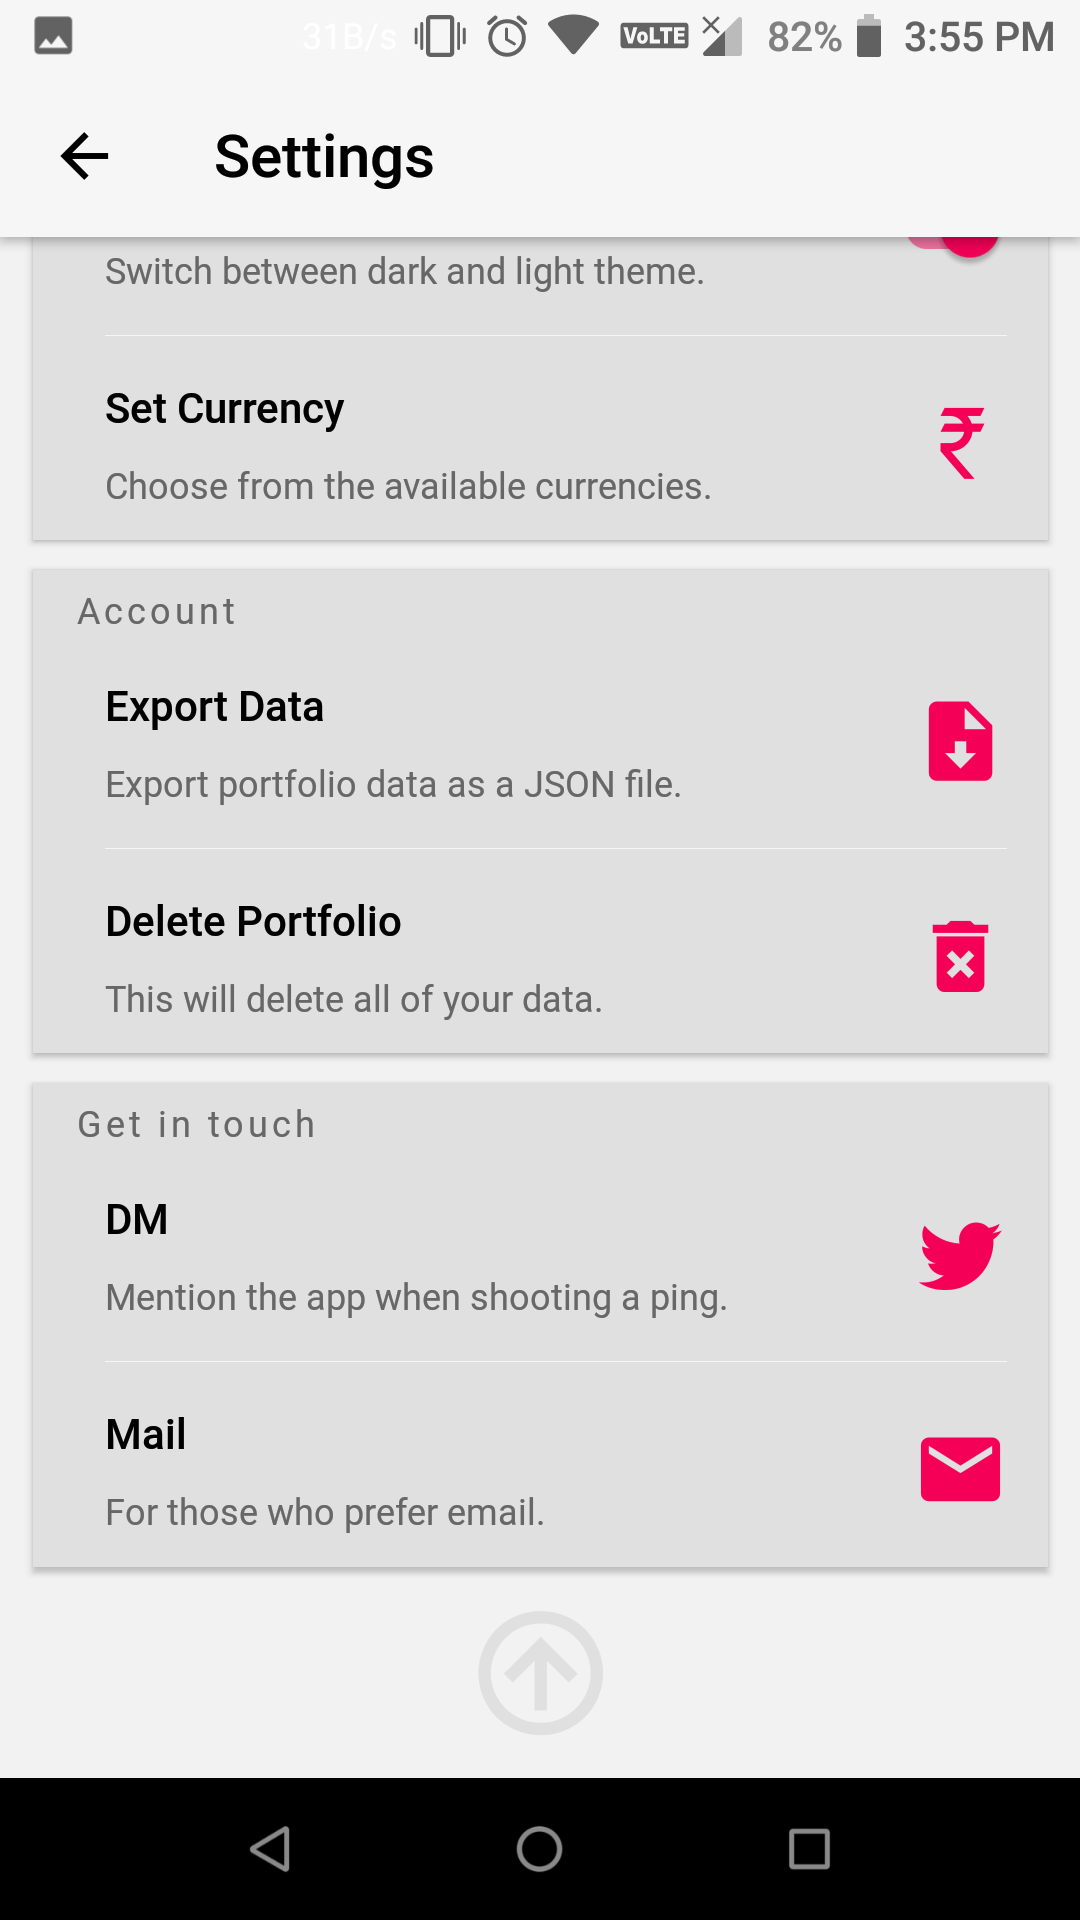 31B/s VoLTE 82% 3:55 PM
Settings
Switch between dark and light theme.
Set Currency
Choose from the available currencies.
Account
Export Data
Export portfolio data as a JSON file.
Delete Portfolio
This will delete all of your data.
Get in touch
DM
Mention the app when shooting a ping.
Mail
For those who prefer email.